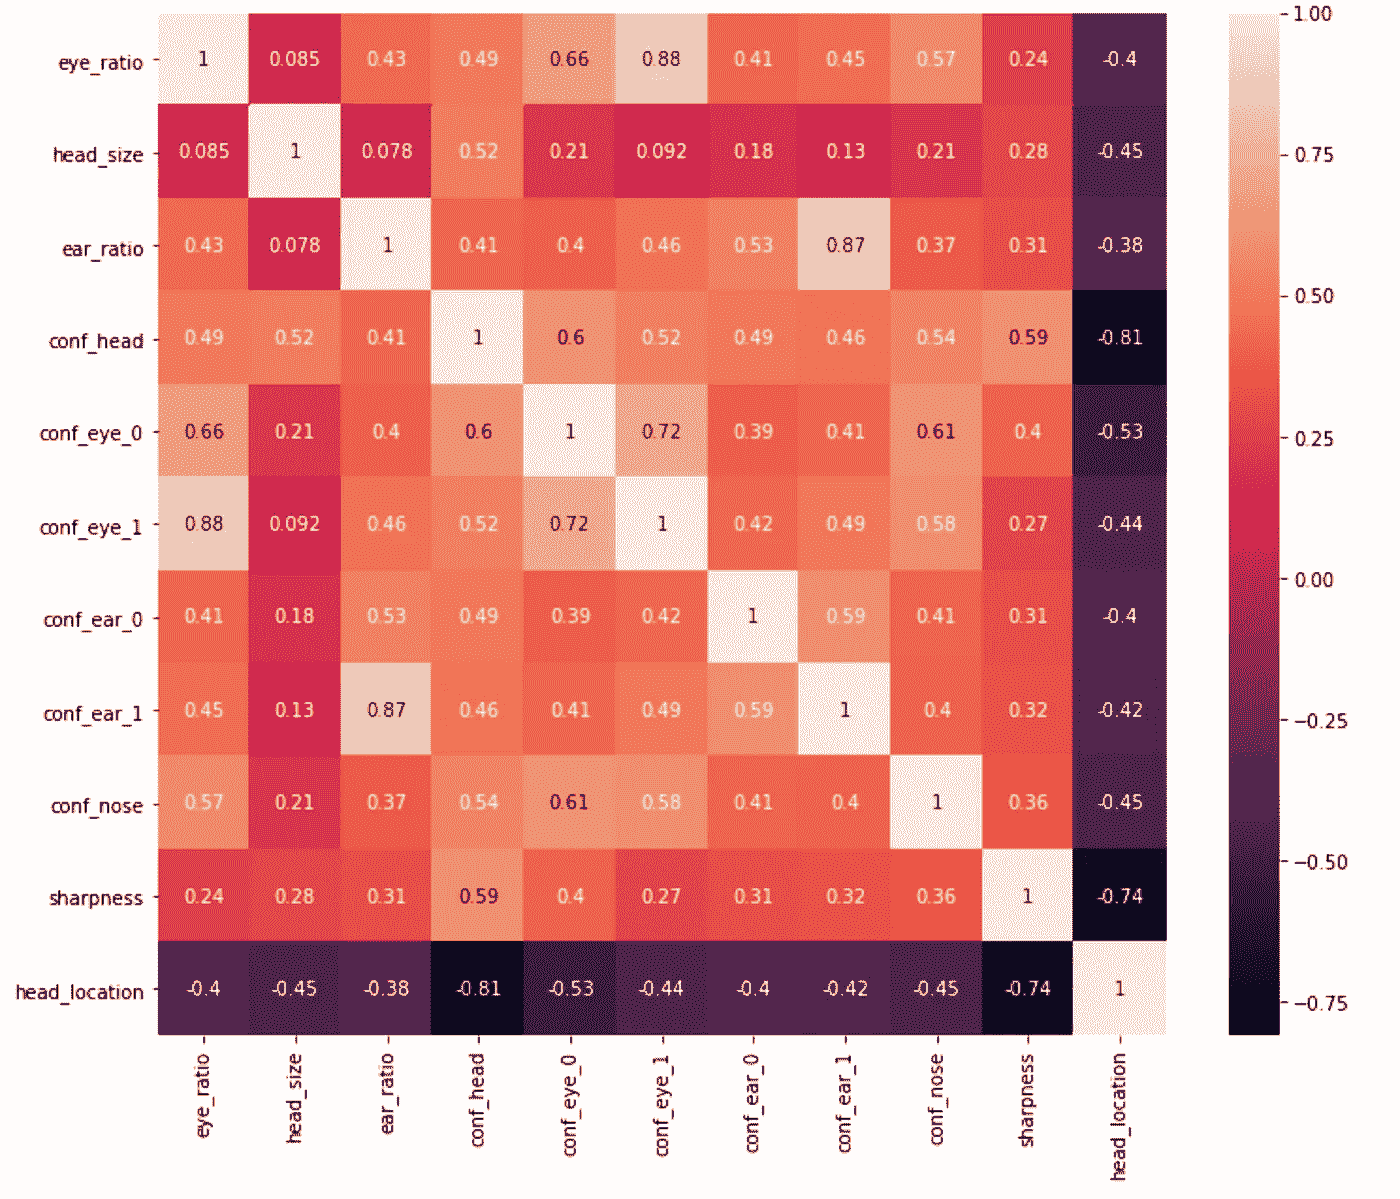 eye_ratio 1 0.085 0.43 0.49 0.66 0.88 0.41 0.45 0.57 0.24 -0.4
head_size 0.085 1 0.078 0.52 0.21 0.092 0.18 0.13 0.21 0.28 -0.45
ear_ratio 0.43 0.078 1 0.41 0.4 0.46 0.53 0.87 0.37 0.31 -0.38
conf_head 0.49 0.52 0.41 1 0.6 0.52 0.49 0.46 0.54 0.59 -0.81
conf_eye_0 0.66 0.21 0.4 0.6 1 0.72 0.39 0.41 0.61 0.4 -0.53
conf_eye_1 0.88 0.092 0.46 0.52 0.72 1 0.42 0.49 0.58 0.27 -0.44
conf_ear_0 0.41 0.18 0.53 0.49 0.39 0.42 1 0.59 0.41 0.31 -0.4
conf_ear_1 0.45 0.13 0.87 0.46 0.41 0.49 0.59 1 0.4 0.32 -0.42
conf_nose 0.57 0.21 0.37 0.54 0.61 0.58 0.41 0.4 1 0.36 -0.45
sharpness 0.24 0.28 0.31 0.59 0.4 0.27 0.31 0.32 0.36 1 -0.74
head_location -0.4 -0.45 -0.38 -0.81 -0.53 -0.44 -0.4 -0.42 -0.45 -0.74 1
eye_ratio head_size ear_ratio conf_head conf_eye_0 conf_eye_1 conf_ear_0 conf_ear_1 conf_nose sharpness head_location
1.00
0.75
0.50
0.25
0.00
−0.25
−0.50
−0.75